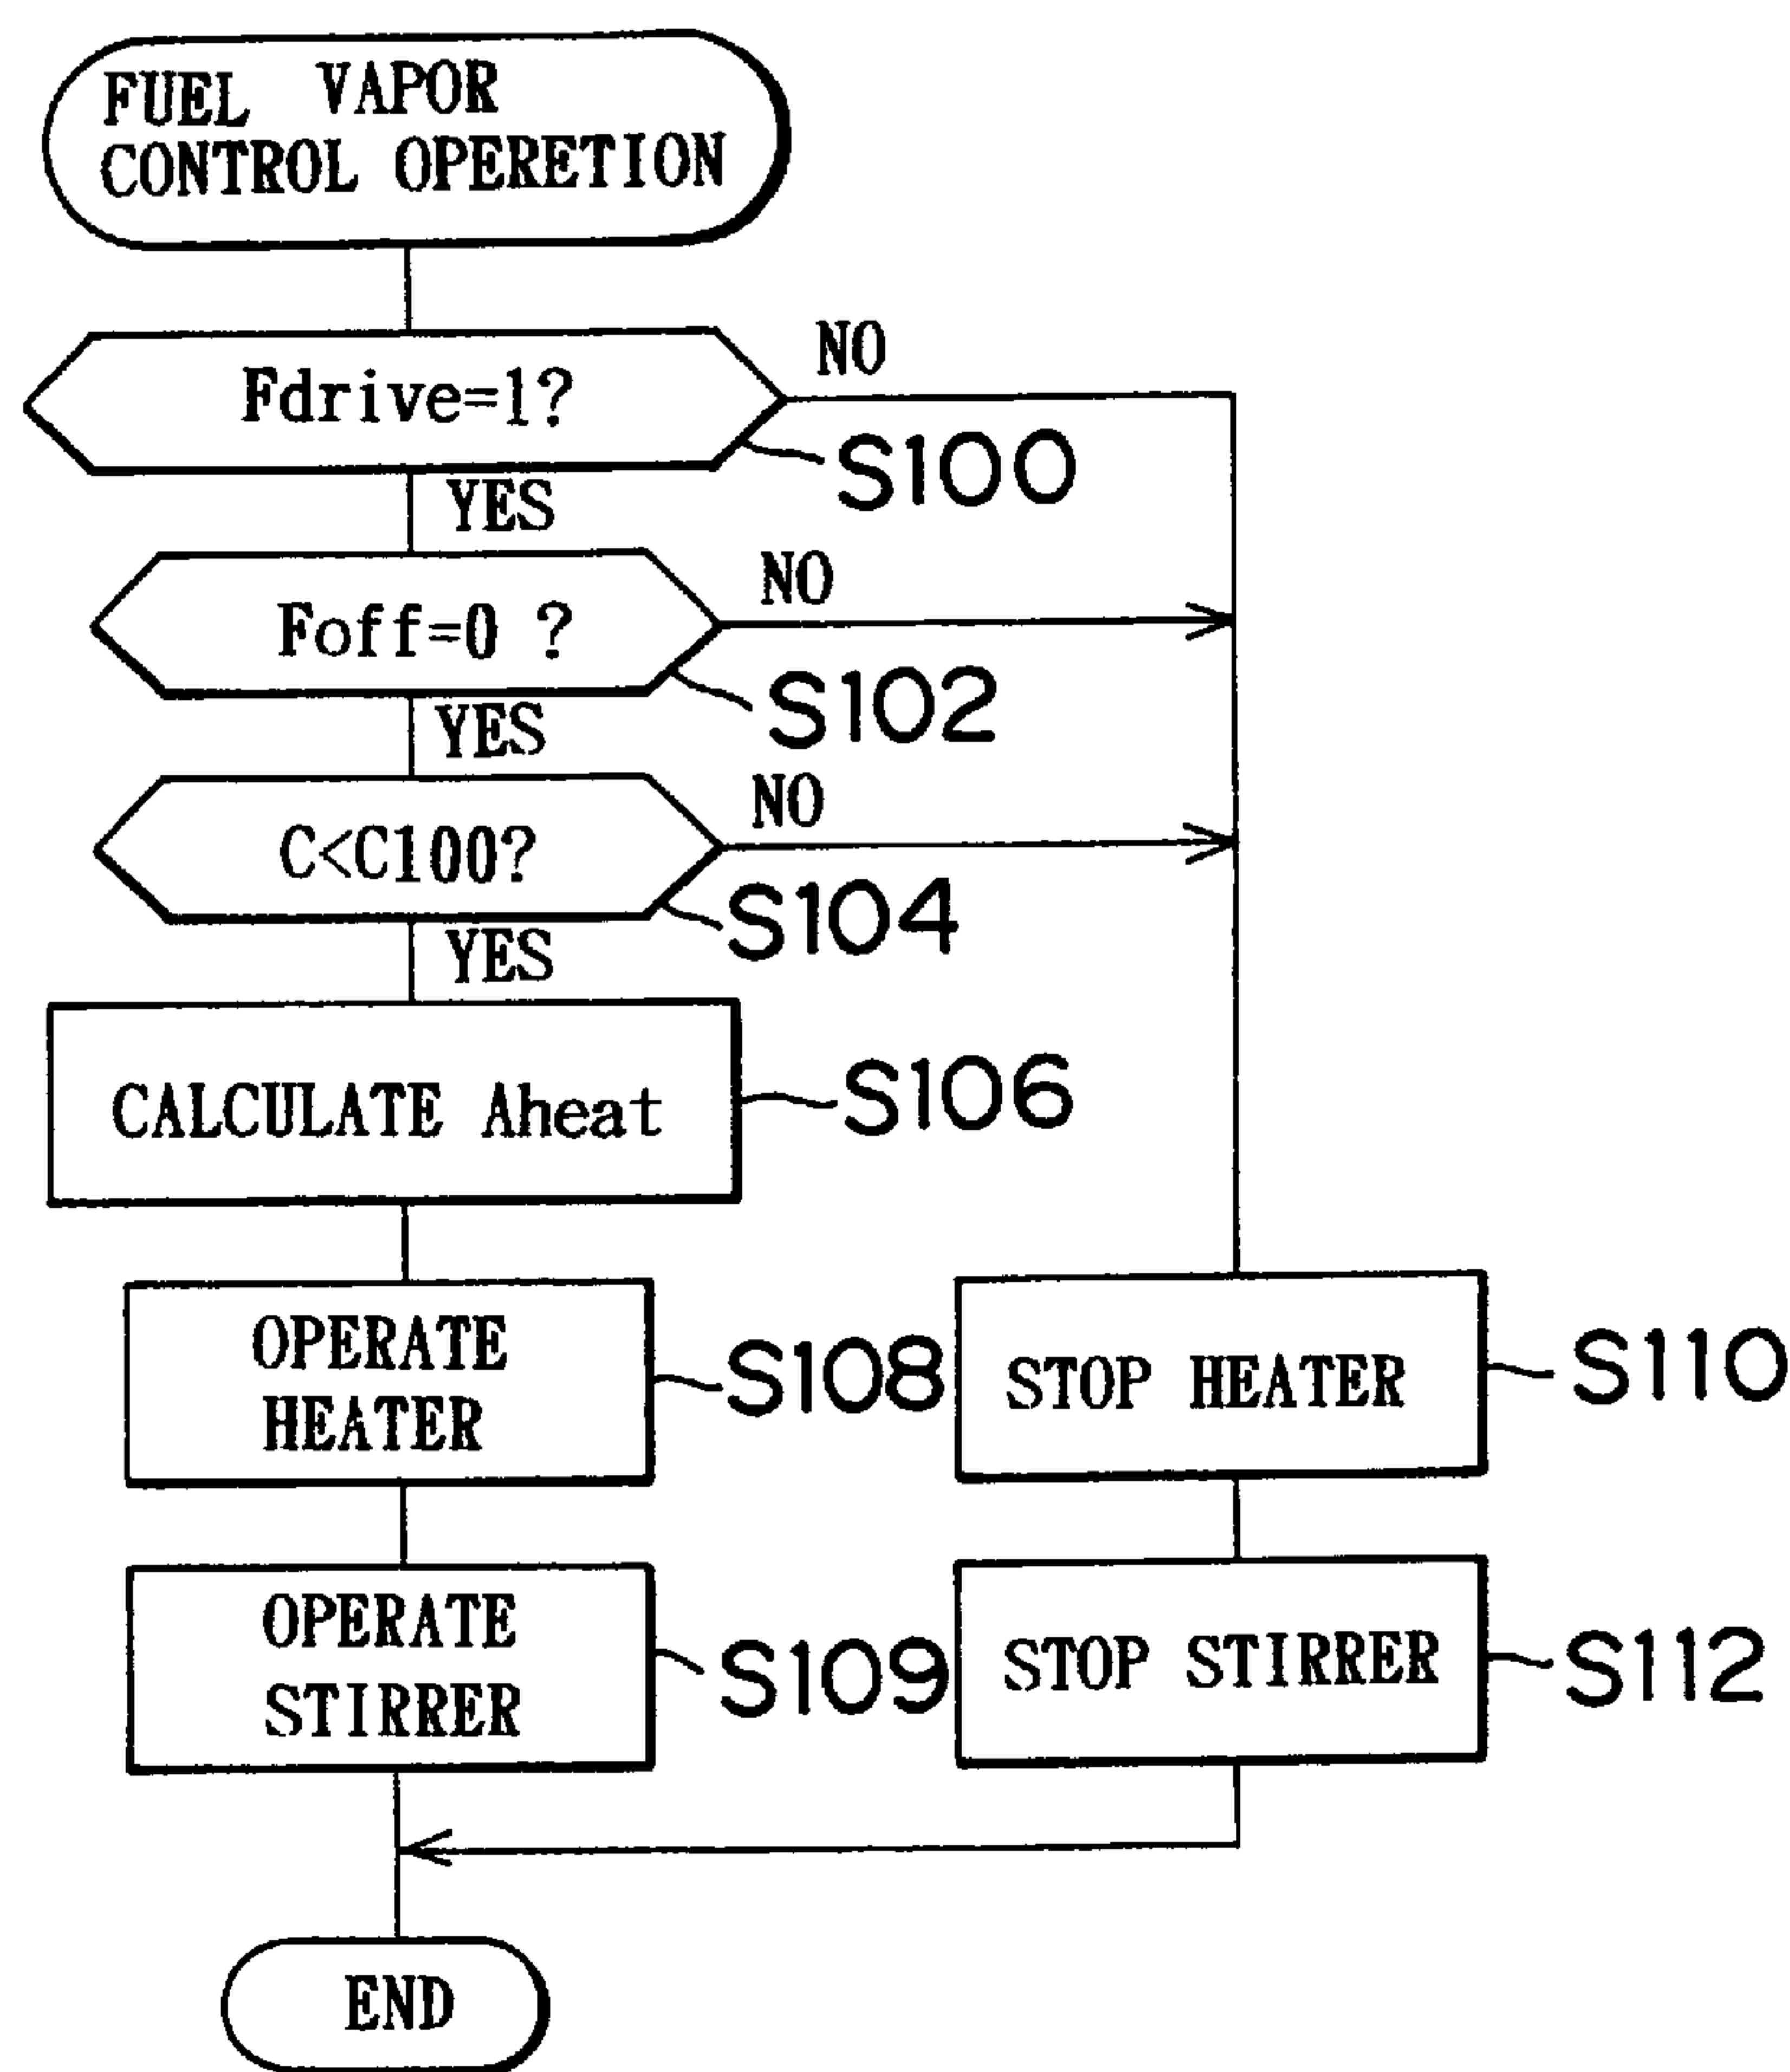 FUEL VAPOR
CONTROL OPERETION
Fdrive=1?
NO
S100
YES
Foff=0 ?
NO
S102
YES
C<C100?
NO
S104
YES
CALCULATE Aheat
S106
OPERATE
HEATER
S108
STOP HEATER
S110
OPERATE
STIRRER
S109
STOP STIRRER
S112
END